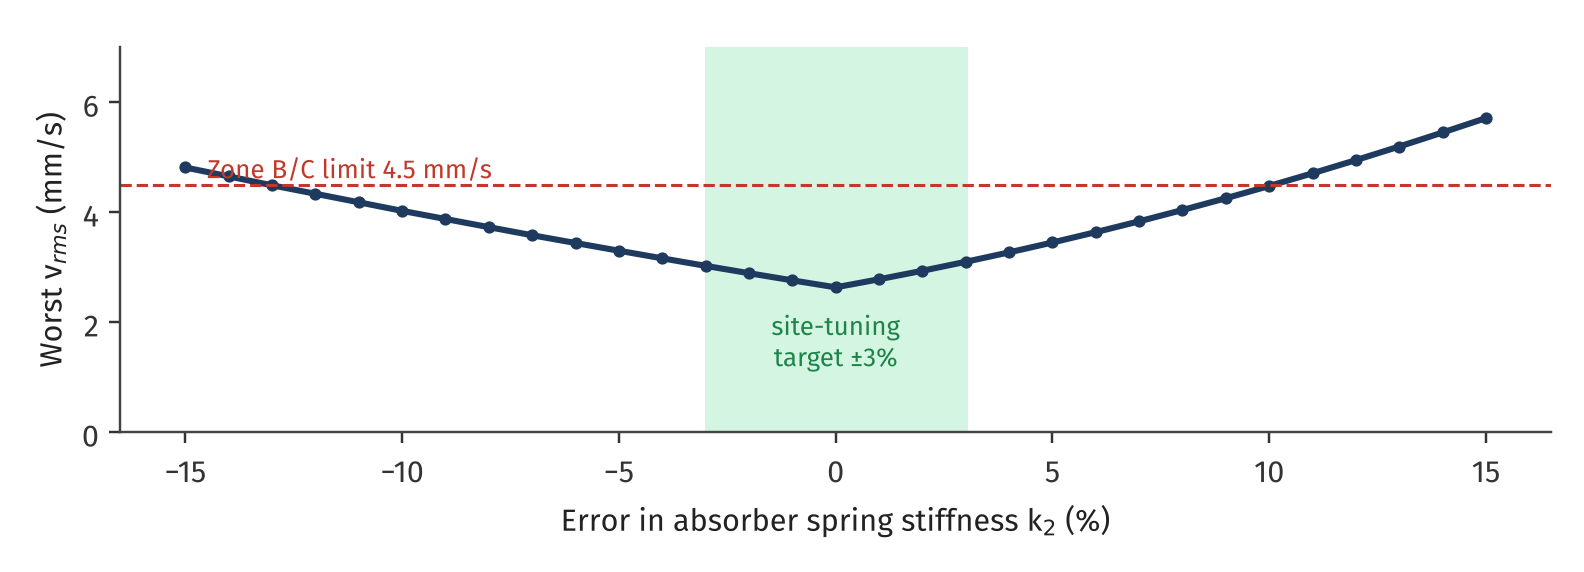 Worst v_rms (mm/s)
6
4
2
0
Zone B/C limit 4.5 mm/s
site-tuning
target ±3%
−15 −10 −5 0 5 10 15
Error in absorber spring stiffness k₂ (%)